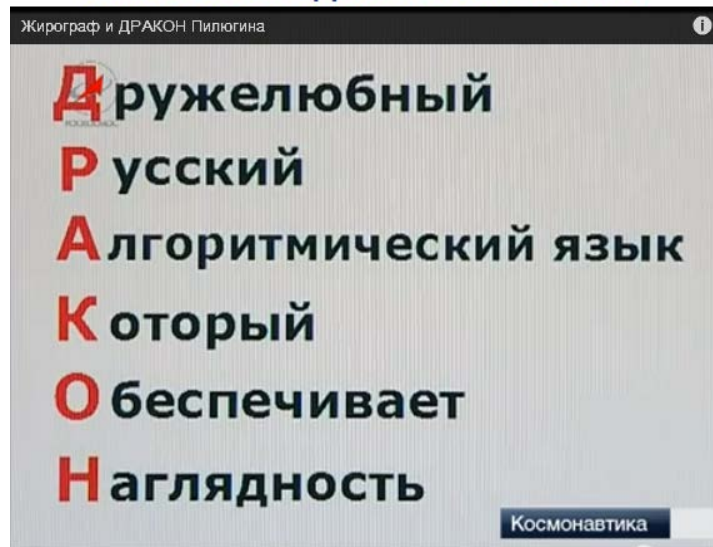 Жирограф и ДРАКОН Пилюгина
Дружелюбный
Русский
Алгоритмический язык
Который
Обеспечивает
Наглядность
Космонавтика